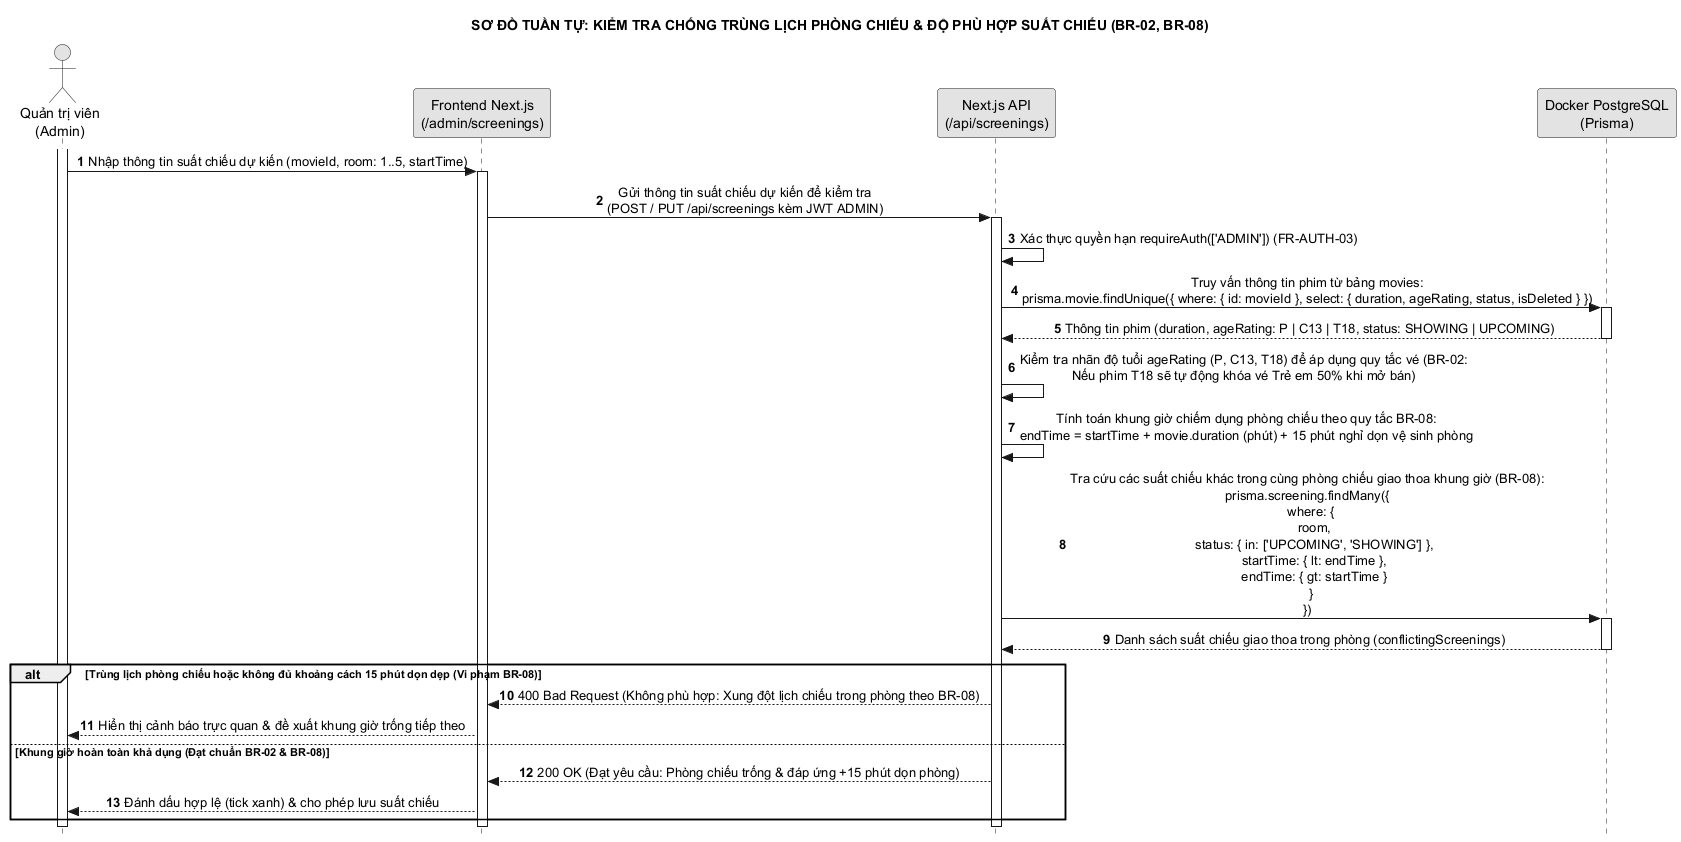 SƠ ĐỒ TUẦN TỰ: KIỂM TRA CHỐNG TRÙNG LỊCH PHÒNG CHIẾU & ĐỘ PHÙ HỢP SUẤT CHIẾU (BR-02, BR-08)
Quản trị viên
(Admin)
Frontend Next.js
(/admin/screenings)
Next.js API
(/api/screenings)
Docker PostgreSQL
(Prisma)
1 Nhập thông tin suất chiếu dự kiến (movieId, room: 1..5, startTime)
2 Gửi thông tin suất chiếu dự kiến để kiểm tra
(POST / PUT /api/screenings kèm JWT ADMIN)
3 Xác thực quyền hạn requireAuth(['ADMIN']) (FR-AUTH-03)
4 Truy vấn thông tin phim từ bảng movies:
prisma.movie.findUnique({ where: { id: movieId }, select: { duration, ageRating, status, isDeleted } })
5 Thông tin phim (duration, ageRating: P | C13 | T18, status: SHOWING | UPCOMING)
6 Kiểm tra nhãn độ tuổi ageRating (P, C13, T18) để áp dụng quy tắc vé (BR-02:
Nếu phim T18 sẽ tự động khóa vé Trẻ em 50% khi mở bán)
7 Tính toán khung giờ chiếm dụng phòng chiếu theo quy tắc BR-08:
endTime = startTime + movie.duration (phút) + 15 phút nghỉ dọn vệ sinh phòng
8 Tra cứu các suất chiếu khác trong cùng phòng chiếu giao thoa khung giờ (BR-08):
prisma.screening.findMany({
where: {
room,
status: { in: ['UPCOMING', 'SHOWING'] },
startTime: { lt: endTime },
endTime: { gt: startTime }
}
})
9 Danh sách suất chiếu giao thoa trong phòng (conflictingScreenings)
alt [Trùng lịch phòng chiếu hoặc không đủ khoảng cách 15 phút dọn dẹp (Vi phạm BR-08)]
10 400 Bad Request (Không phù hợp: Xung đột lịch chiếu trong phòng theo BR-08)
11 Hiển thị cảnh báo trực quan & đề xuất khung giờ trống tiếp theo
[Khung giờ hoàn toàn khả dụng (Đạt chuẩn BR-02 & BR-08)]
12 200 OK (Đạt yêu cầu: Phòng chiếu trống & đáp ứng +15 phút dọn phòng)
13 Đánh dấu hợp lệ (tick xanh) & cho phép lưu suất chiếu